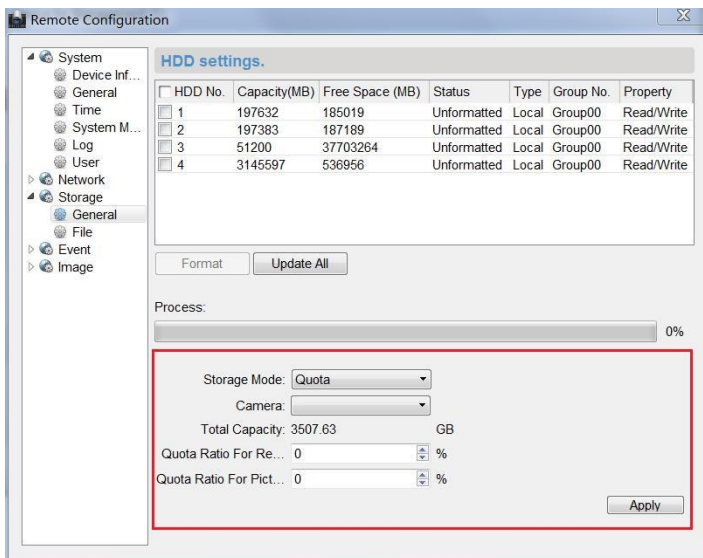 Remote Configuration
System
Device Inf...
General
Time
System M...
Log
User
Network
Storage
General
File
Event
Image
HDD settings.
HDD No. Capacity(MB) Free Space (MB) Status Type Group No. Property
1 197632 185019 Unformatted Local Group00 Read/Write
2 197383 187189 Unformatted Local Group00 Read/Write
3 51200 37703264 Unformatted Local Group00 Read/Write
4 3145597 536956 Unformatted Local Group00 Read/Write
Format Update All
Process:
0%
Storage Mode: Quota
Camera:
Total Capacity: 3507.63 GB
Quota Ratio For Re... 0 %
Quota Ratio For Pict... 0 %
Apply